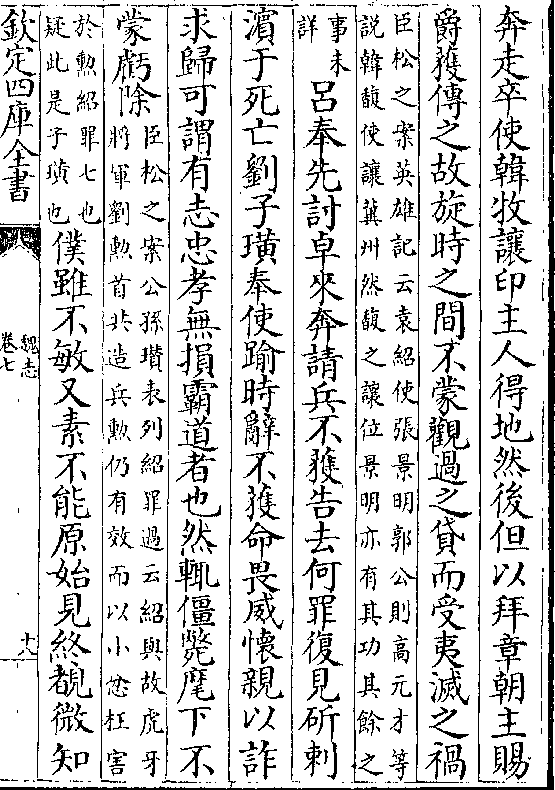 奔走卒使韓牧讓印主人得地然後但以拜章朝主賜
爵獲傳之故旋時之間不蒙觀過之貸而受夷滅之禍
臣松之案英雄記云袁紹使張景明郭公則髙元才等
說韓馥使讓冀州然馥之讓位景明亦有其功其餘之
事未
詳
吕奉先討卓來奔請兵不獲告去何罪復見斫刺
濵于死亡劉子璜奉使踰時辭不獲命畏威懷親以詐
求歸可謂有志忠孝無損霸道者也然輒僵斃麾下不
蒙虧除
臣松之案公孫瓚表列紹罪過云紹與故虎牙
將軍劉勲首共造兵勲仍有效而以小忿枉害
於勲紹罪七也
疑此是子璜也
僕雖不敏又素不能原始見終覩微知
欽定四庫全書
魏志
卷七
十八